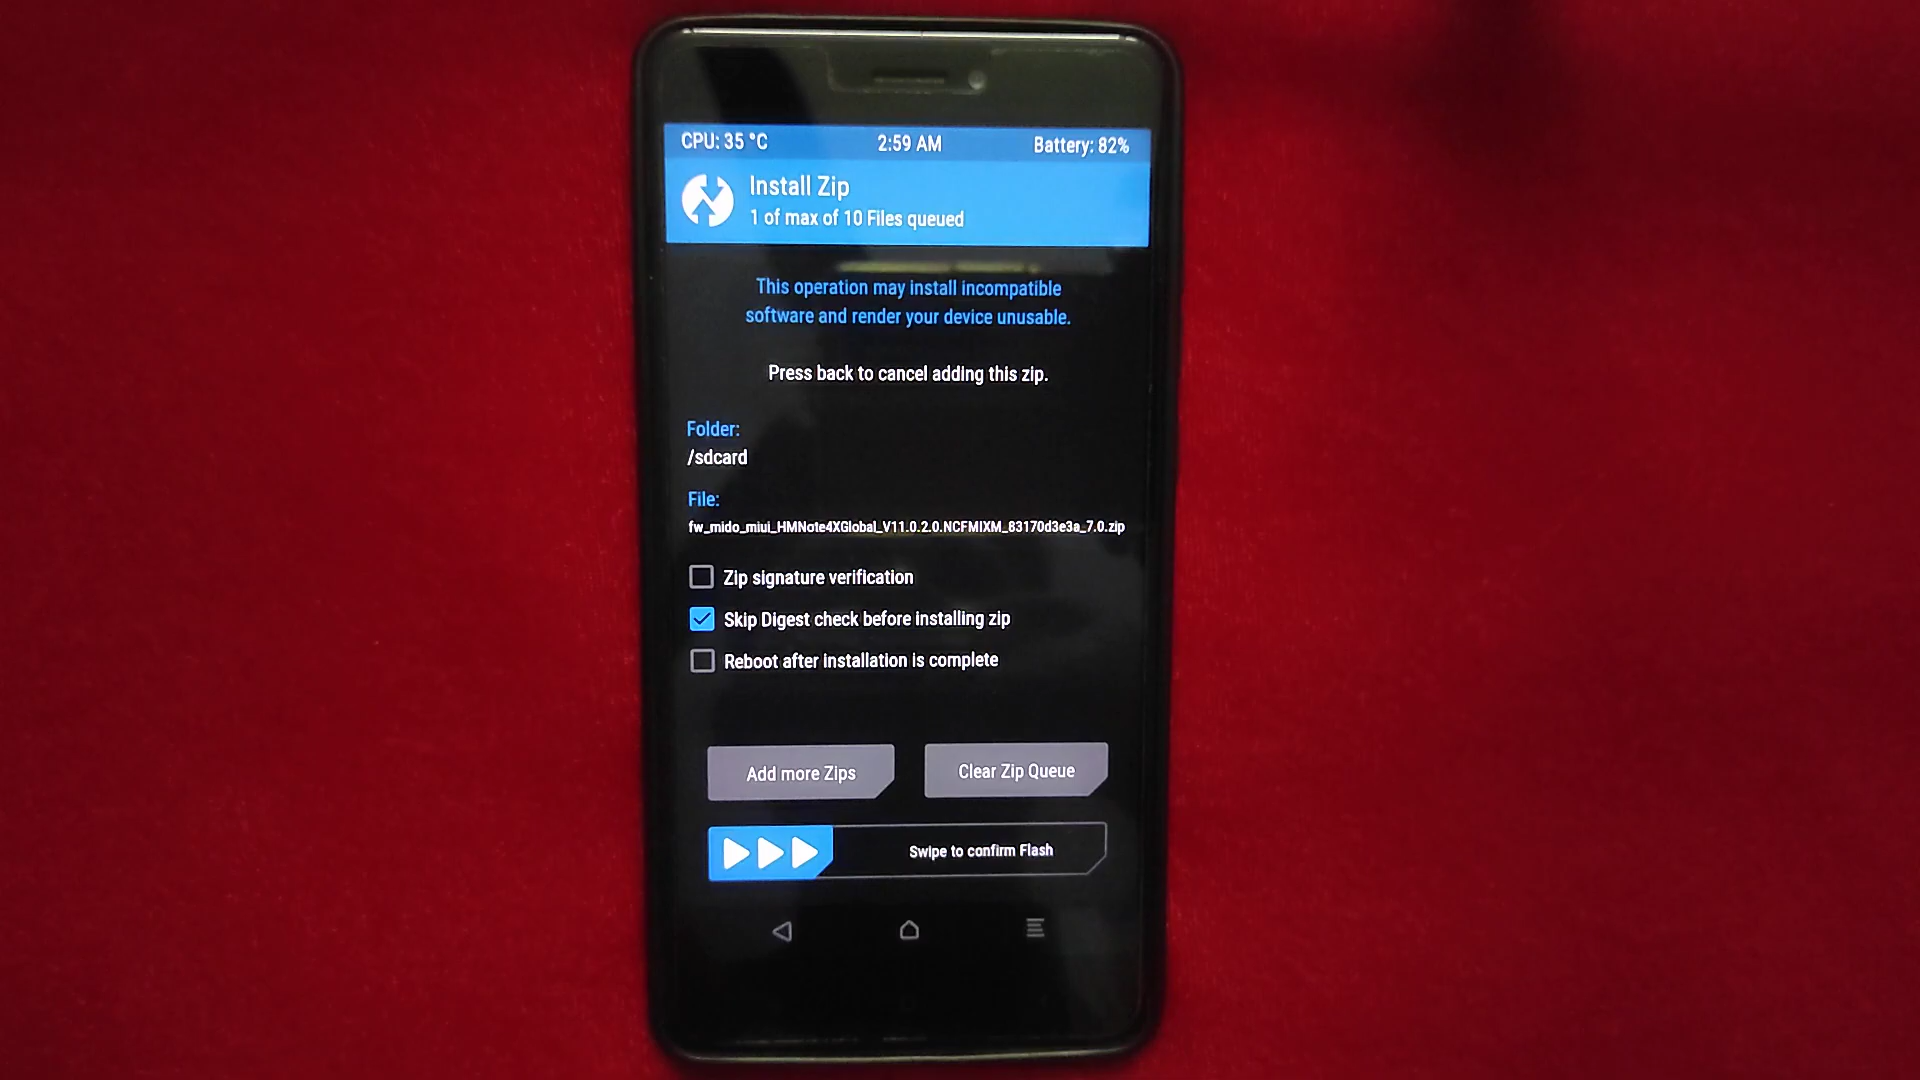 CPU: 35 °C 2:59 AM Battery: 82%
Install Zip
1 of max of 10 Files queued
This operation may install incompatible
software and render your device unusable.
Press back to cancel adding this zip.
Folder:
/sdcard
File:
fw_mido_miui_HMNote4XGlobal_V11.0.2.0.NCFMIXM_83170d3e3a_7.0.zip
Zip signature verification
Skip Digest check before installing zip
Reboot after installation is complete
Add more Zips Clear Zip Queue
Swipe to confirm Flash